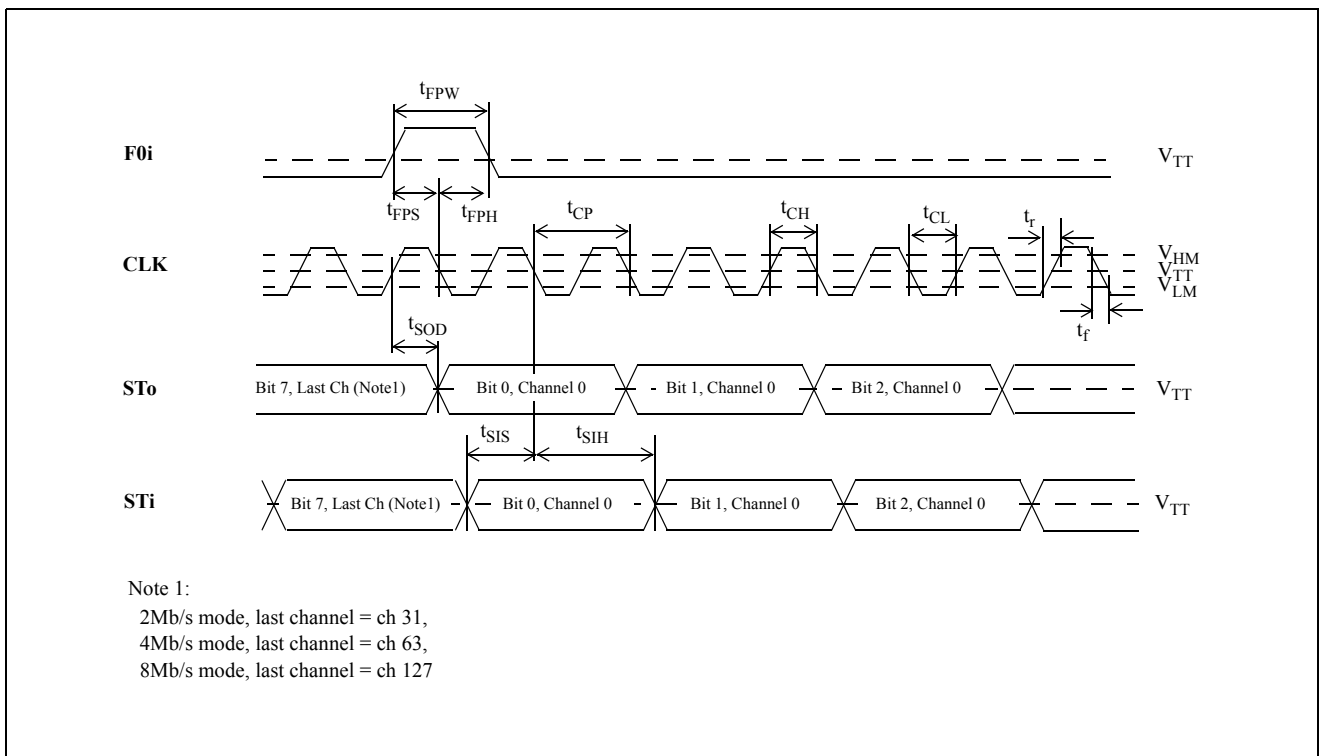 tFPW
F0i
VTT
tFPS
tFPH
tCP
tCH
tCL
tr
CLK
VHM
VTT
VLM
tSOD
tf
STo
Bit 7, Last Ch (Note1)
Bit 0, Channel 0
Bit 1, Channel 0
Bit 2, Channel 0
VTT
tSIS
tSIH
STi
Bit 7, Last Ch (Note1)
Bit 0, Channel 0
Bit 1, Channel 0
Bit 2, Channel 0
VTT
Note 1:
2Mb/s mode, last channel = ch 31,
4Mb/s mode, last channel = ch 63,
8Mb/s mode, last channel = ch 127